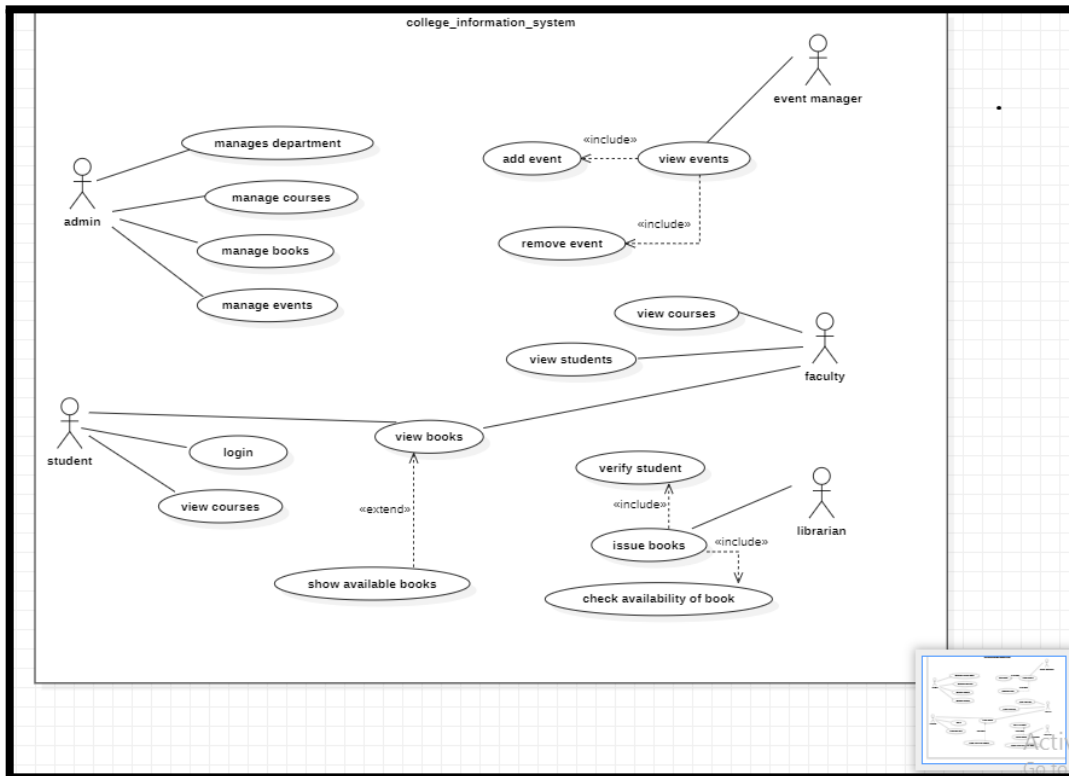 college_information_system
event manager
manages department
«include»
add event
view events
admin
manage courses
«include»
remove event
manage books
manage events
view courses
view students
faculty
student
view books
login
verify student
view courses
«extend»
«include»
librarian
issue books
«include»
show available books
check availability of book